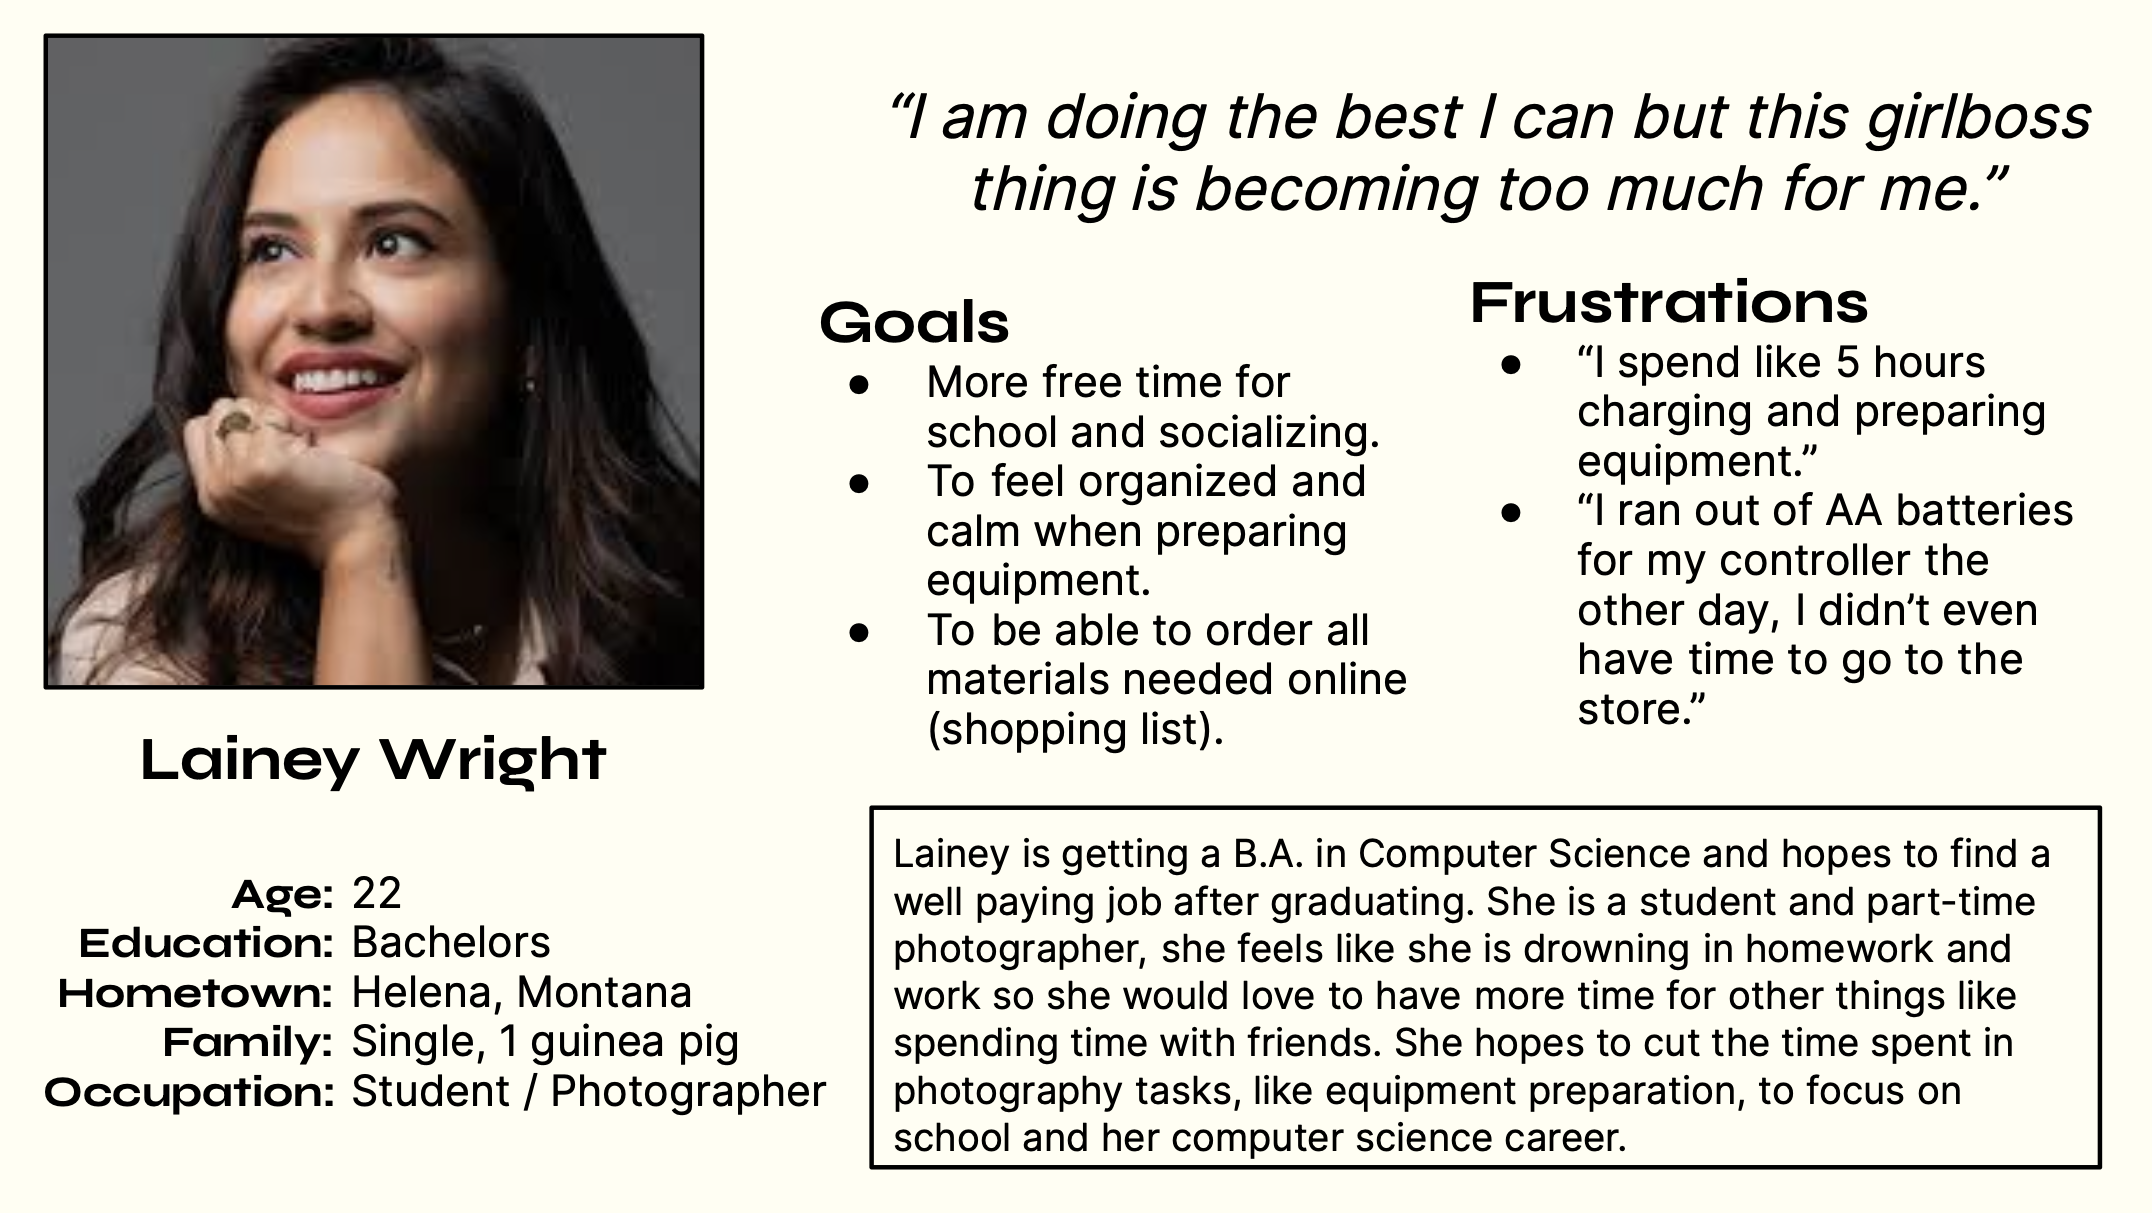 “I am doing the best I can but this girlboss
thing is becoming too much for me.”
Goals
● More free time for
school and socializing.
● To feel organized and
calm when preparing
equipment.
● To be able to order all
materials needed online
(shopping list).
Frustrations
● “I spend like 5 hours
charging and preparing
equipment.”
● “I ran out of AA batteries
for my controller the
other day, I didn’t even
have time to go to the
store.”
Lainey Wright
Age: 22
Education: Bachelors
Hometown: Helena, Montana
Family: Single, 1 guinea pig
Occupation: Student / Photographer
Lainey is getting a B.A. in Computer Science and hopes to find a
well paying job after graduating. She is a student and part-time
photographer, she feels like she is drowning in homework and
work so she would love to have more time for other things like
spending time with friends. She hopes to cut the time spent in
photography tasks, like equipment preparation, to focus on
school and her computer science career.